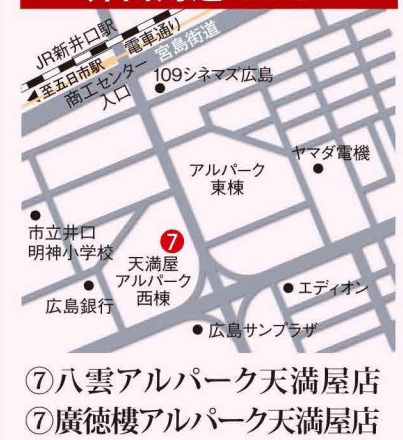 JR新井口駅
電車通り
宮島街道
至五日市駅
商工センター
入口
109シネマズ広島
アルパーク
東棟
ヤマダ電機
市立井口
明神小学校
7
天満屋
アルパーク
西棟
広島銀行
エディオン
広島サンプラザ
⑦八雲アルパーク天満屋店
⑦廣徳樓アルパーク天満屋店